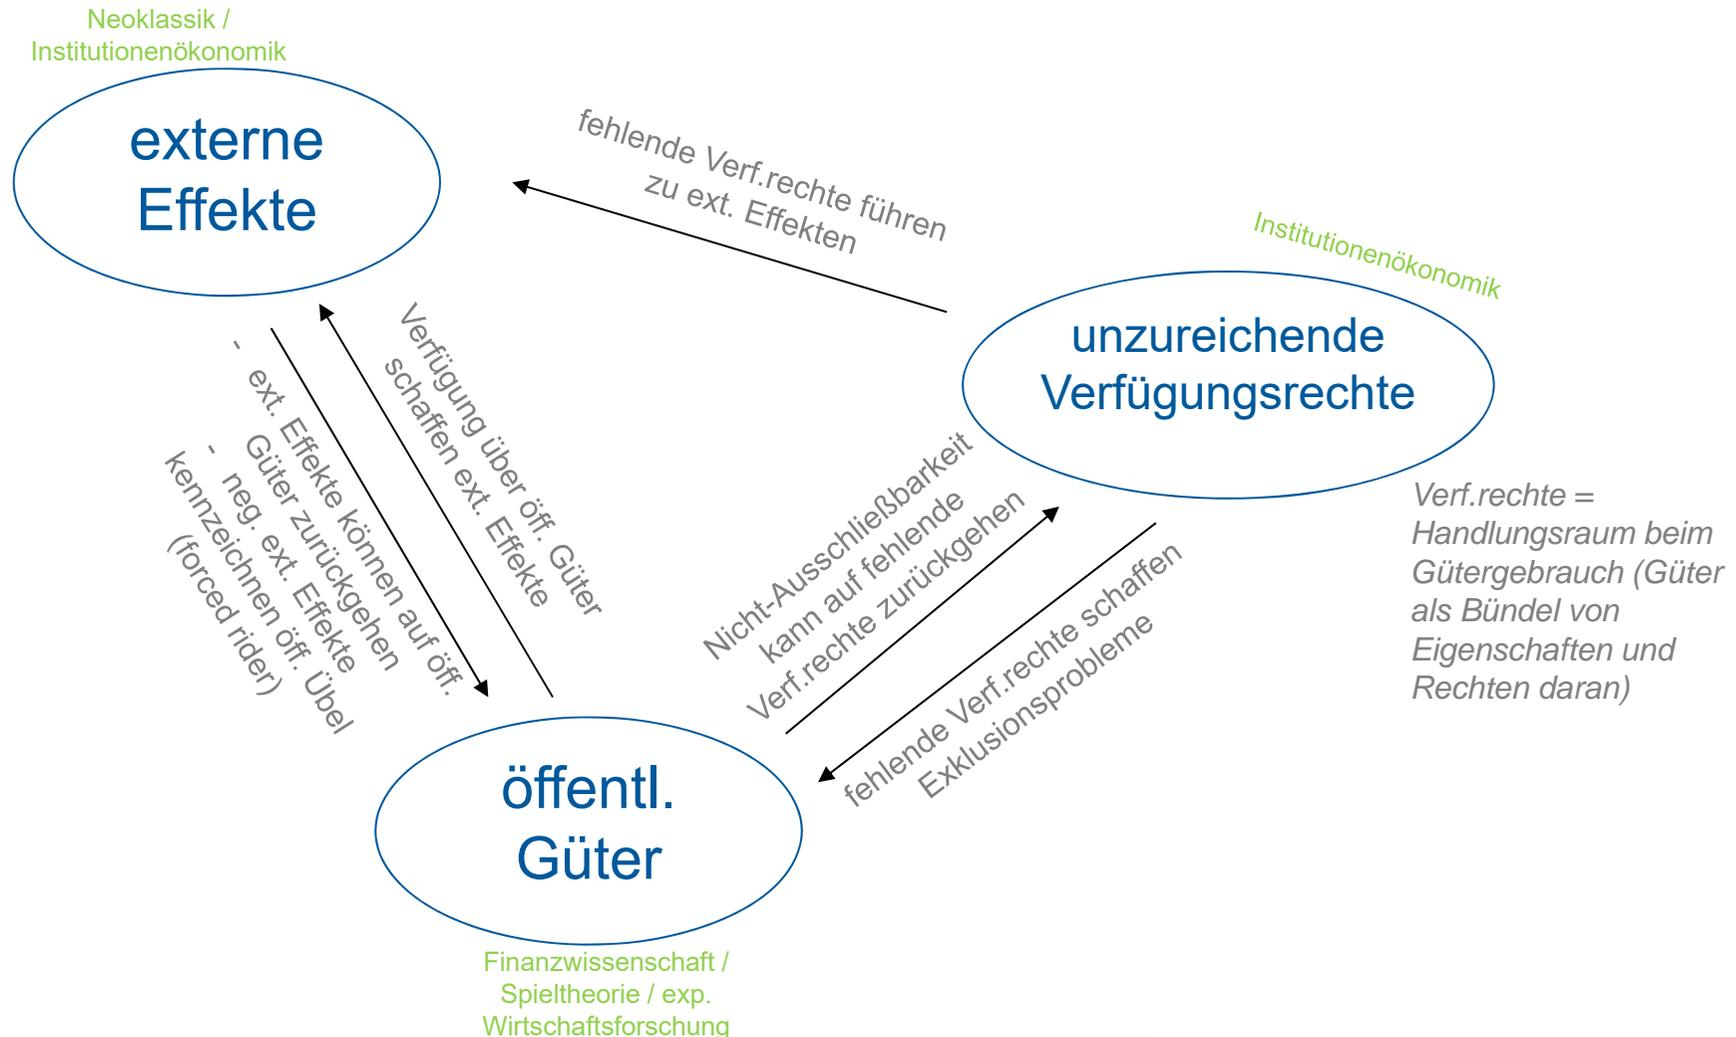 Neoklassik /
Institutionenökonomik
externe
Effekte
fehlende Verf.rechte führen
zu ext. Effekten
Institutionenökonomik
unzureichende
Verfügungsrechte
Verf.rechte =
Handlungsraum beim
Gütergebrauch (Güter
als Bündel von
Eigenschaften und
Rechten daran)
Verfügung über öff. Güter
schaffen ext. Effekte
- ext. Effekte können auf öff.
Güter zurückgehen
- neg. ext. Effekte
kennzeichnen öff. Übel
(forced rider)
Nicht-Ausschließbarkeit
kann auf fehlende
Verf.rechte zurückgehen
fehlende Verf.rechte schaffen
Exklusionsprobleme
öffentl.
Güter
Finanzwissenschaft /
Spieltheorie / exp.
Wirtschaftsforschung